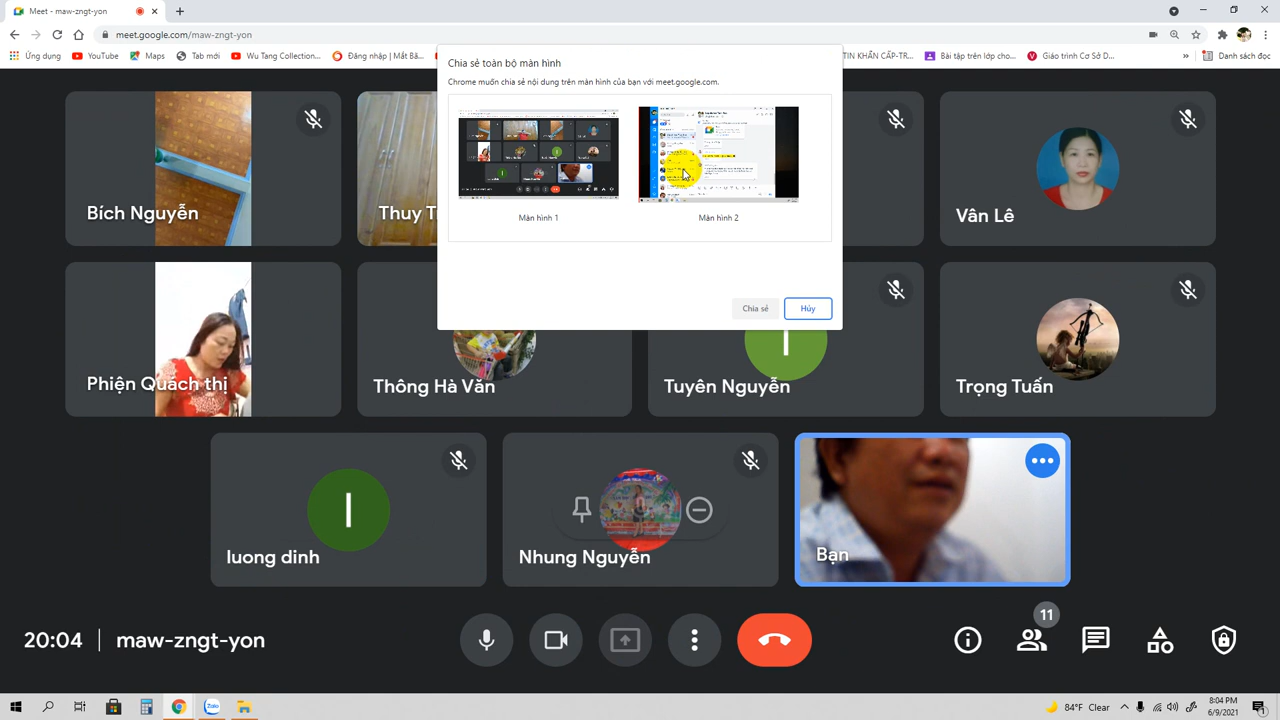 Meet - maw-zngt-yon
meet.google.com/maw-zngt-yon
Ứng dụng
YouTube
Maps
Tab mới
Wu Tang Collection...
Đăng nhập | Mắt Bã...
TIN KHẨN CẤP-TR...
Bài tập trên lớp cho...
Giáo trình Cơ Sở D...
»
Danh sách đọc
Chia sẻ toàn bộ màn hình
Chrome muốn chia sẻ nội dung trên màn hình của bạn với meet.google.com.
Màn hình 1
Màn hình 2
Chia sẻ
Hủy
Bích Nguyễn
Thuy T
Vân Lê
Phiện Quách thị
Thông Hà Văn
Tuyên Nguyễn
Trọng Tuấn
l
luong dinh
Nhung Nguyễn
Bạn
20:04
maw-zngt-yon
11
Zalo
84°F Clear
8:04 PM
6/9/2021